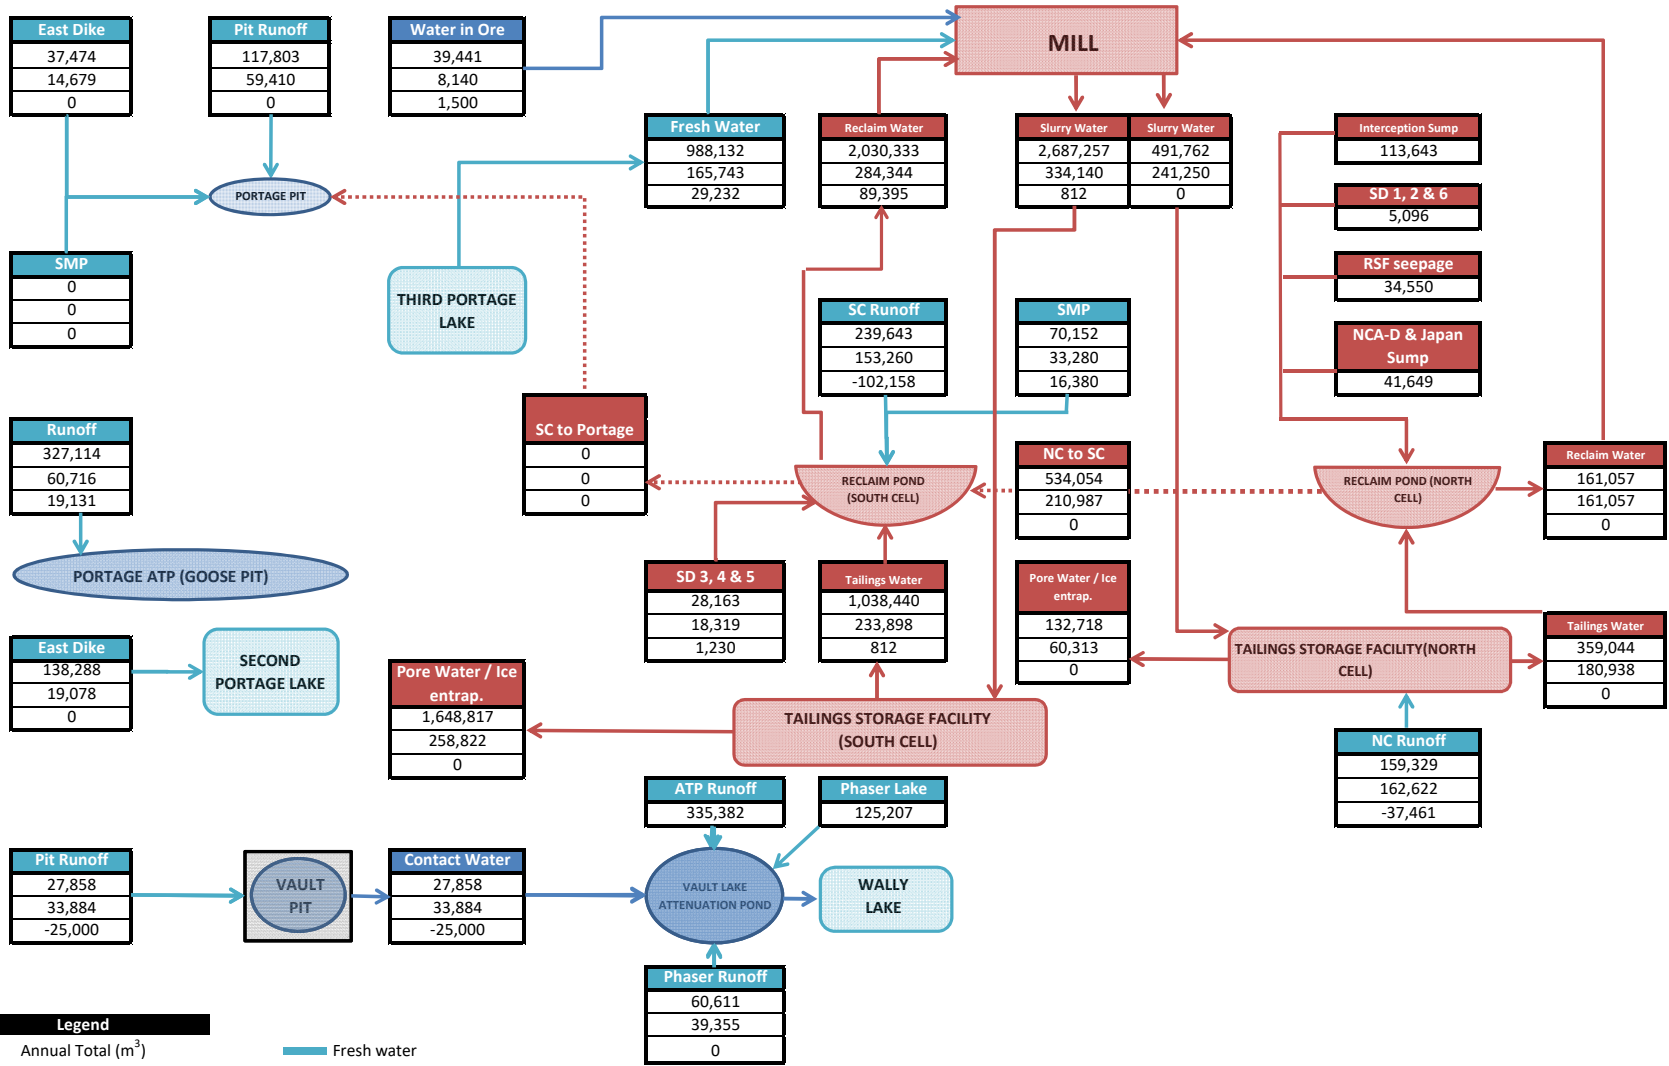 East Dike
37,474
14,679
0
Pit Runoff
117,803
59,410
0
Water in Ore
39,441
8,140
1,500
MILL
Fresh Water
988,132
165,743
29,232
Reclaim Water
2,030,333
284,344
89,395
Slurry Water
2,687,257
334,140
812
Slurry Water
491,762
241,250
0
Interception Sump
113,643
SD 1, 2 & 6
5,096
RSF seepage
34,550
NCA-D & Japan
Sump
41,649
PORTAGE PIT
SMP
0
0
0
THIRD PORTAGE
LAKE
SC Runoff
239,643
153,260
-102,158
SMP
70,152
33,280
16,380
SC to Portage
0
0
0
Runoff
327,114
60,716
19,131
RECLAIM POND
(SOUTH CELL)
NC to SC
534,054
210,987
0
RECLAIM POND (NORTH
CELL)
Reclaim Water
161,057
161,057
0
PORTAGE ATP (GOOSE PIT)
SD 3, 4 & 5
28,163
18,319
1,230
Tailings Water
1,038,440
233,898
812
Pore Water / Ice
entrap.
132,718
60,313
0
TAILINGS STORAGE FACILITY(NORTH
CELL)
Tailings Water
359,044
180,938
0
East Dike
138,288
19,078
0
SECOND
PORTAGE LAKE
Pore Water / Ice
entrap.
1,648,817
258,822
0
TAILINGS STORAGE FACILITY
(SOUTH CELL)
NC Runoff
159,329
162,622
-37,461
ATP Runoff
335,382
Phaser Lake
125,207
Pit Runoff
27,858
33,884
-25,000
VAULT
PIT
Contact Water
27,858
33,884
-25,000
VAULT LAKE
ATTENUATION POND
WALLY
LAKE
Phaser Runoff
60,611
39,355
0
Legend
Annual Total (m³)
Fresh water